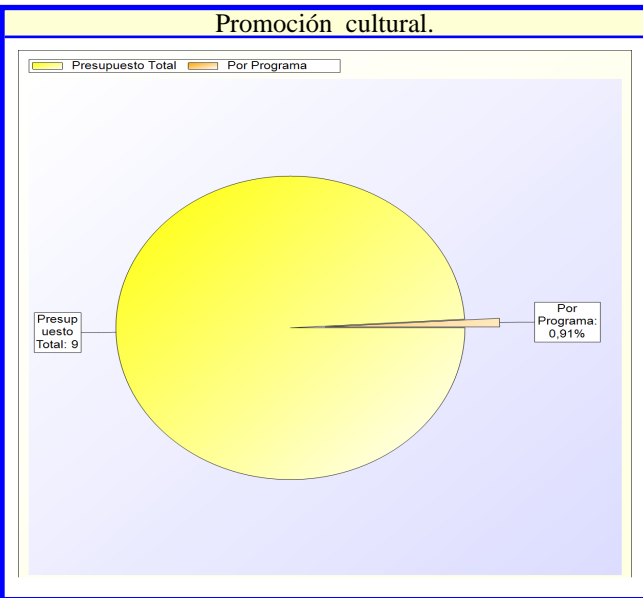 Promoción cultural.
Presupuesto Total
Por Programa
Presup
uesto
Total: 9
Por
Programa:
0,91%